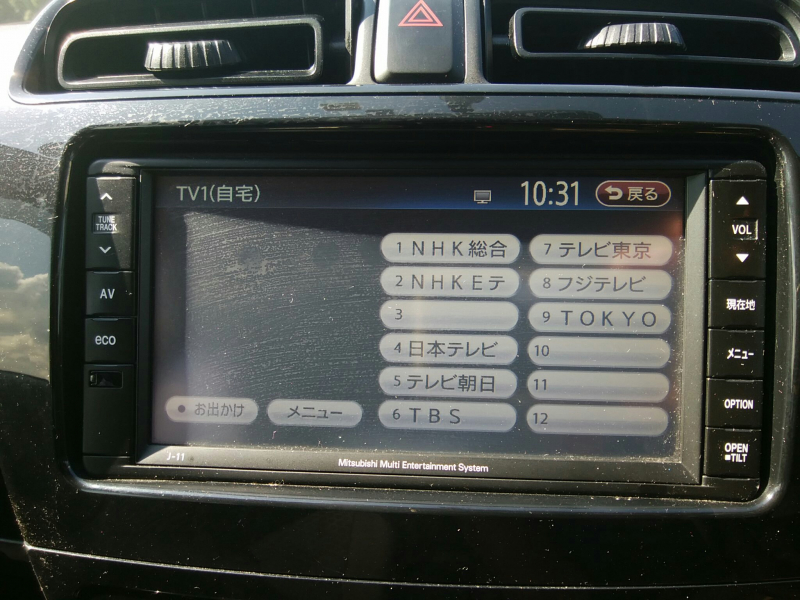 TV1(自宅)
10:31
戻る
TUNE
TRACK
AV
eco
1 NHK総合
2 NHKEテ
3
4 日本テレビ
5 テレビ朝日
6 TBS
7 テレビ東京
8 フジテレビ
9 TOKYO
10
11
12
お出かけ
メニュー
VOL
現在地
メニュー
OPTION
OPEN
TILT
J-11
Mitsubishi Multi Entertainment System